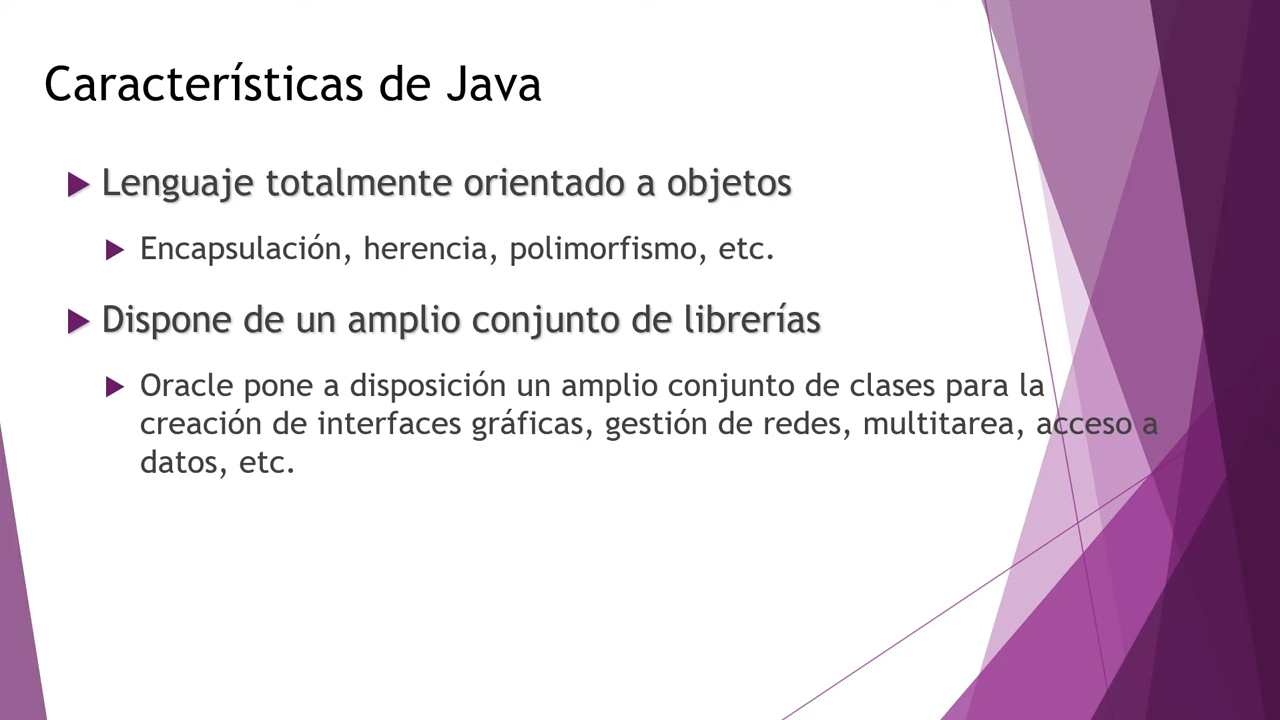 Características de Java
Lenguaje totalmente orientado a objetos
Encapsulación, herencia, polimorfismo, etc.
Dispone de un amplio conjunto de librerías
Oracle pone a disposición un amplio conjunto de clases para la
creación de interfaces gráficas, gestión de redes, multitarea, acceso a
datos, etc.